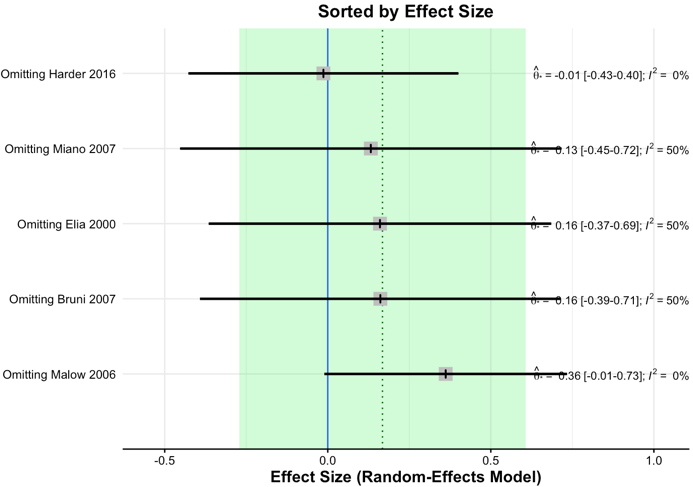 Sorted by Effect Size
Omitting Harder 2016 θ̂* = -0.01 [-0.43-0.40]; I² = 0%
Omitting Miano 2007 θ̂* = 0.13 [-0.45-0.72]; I² = 50%
Omitting Elia 2000 θ̂* = 0.16 [-0.37-0.69]; I² = 50%
Omitting Bruni 2007 θ̂* = 0.16 [-0.39-0.71]; I² = 50%
Omitting Malow 2006 θ̂* = 0.36 [-0.01-0.73]; I² = 0%
-0.5 0.0 0.5 1.0
Effect Size (Random-Effects Model)